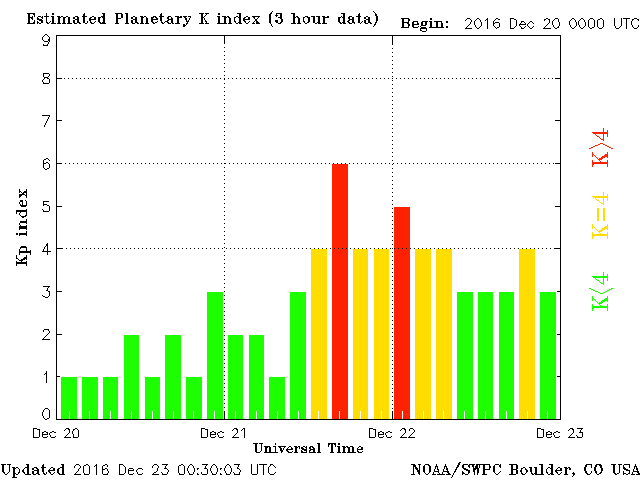 Estimated Planetary K index (3 hour data) Begin: 2016 Dec 20 0000 UTC
9
8
7
6
5
4
3
2
1
0
Kp index
K>4
K=4
K<4
Dec 20 Dec 21 Dec 22 Dec 23
Universal Time
Updated 2016 Dec 23 00:30:03 UTC NOAA/SWPC Boulder, CO USA